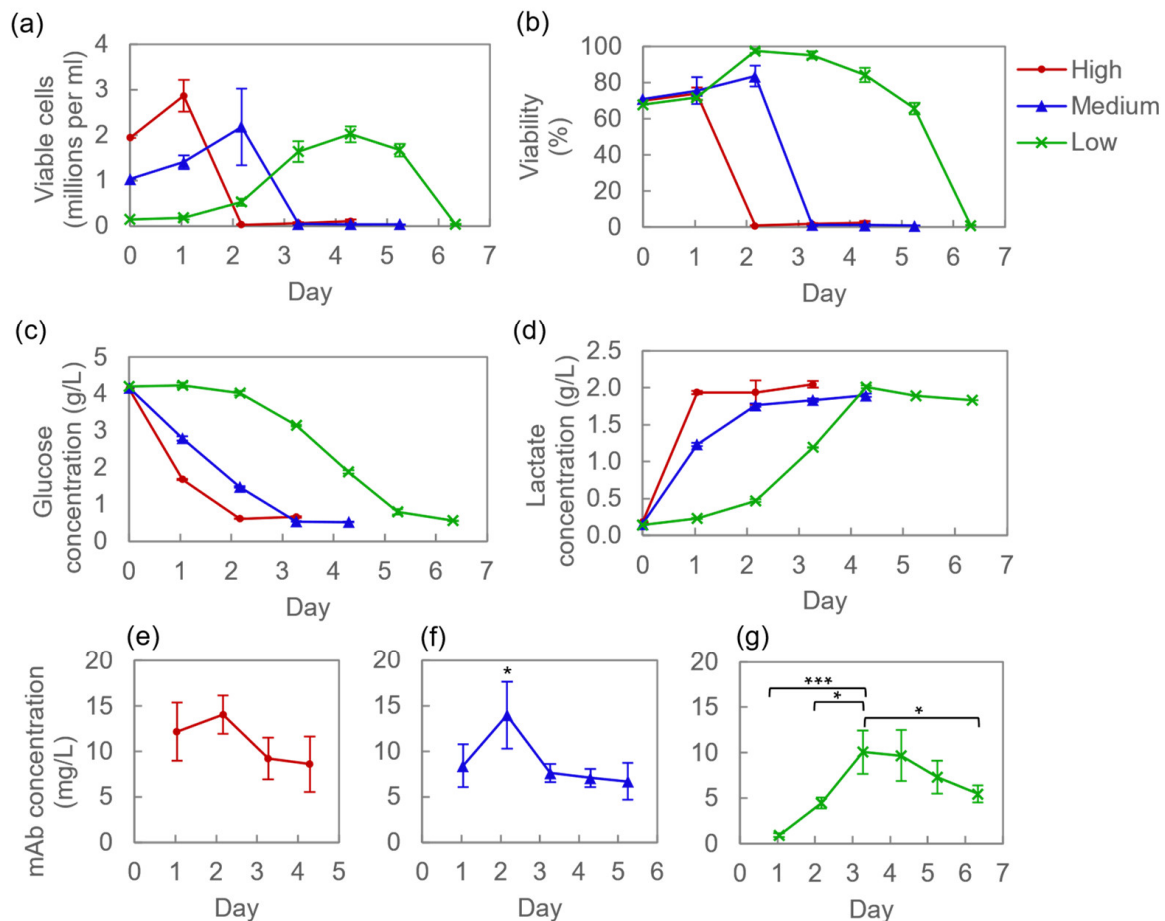 (a)
Viable cells
(millions per ml)
4
3
2
1
0
0 1 2 3 4 5 6 7
Day
(b)
Viability
(%)
100
80
60
40
20
0
0 1 2 3 4 5 6 7
Day
High
Medium
Low
(c)
Glucose
concentration (g/L)
5
4
3
2
1
0
0 1 2 3 4 5 6 7
Day
(d)
Lactate
concentration (g/L)
2.5
2.0
1.5
1.0
0.5
0.0
0 1 2 3 4 5 6 7
Day
(e)
mAb concentration
(mg/L)
20
15
10
5
0
0 1 2 3 4 5
Day
(f)
20
15
10
5
0
*
0 1 2 3 4 5 6
Day
(g)
20
15
10
5
0
***
*
*
0 1 2 3 4 5 6 7
Day